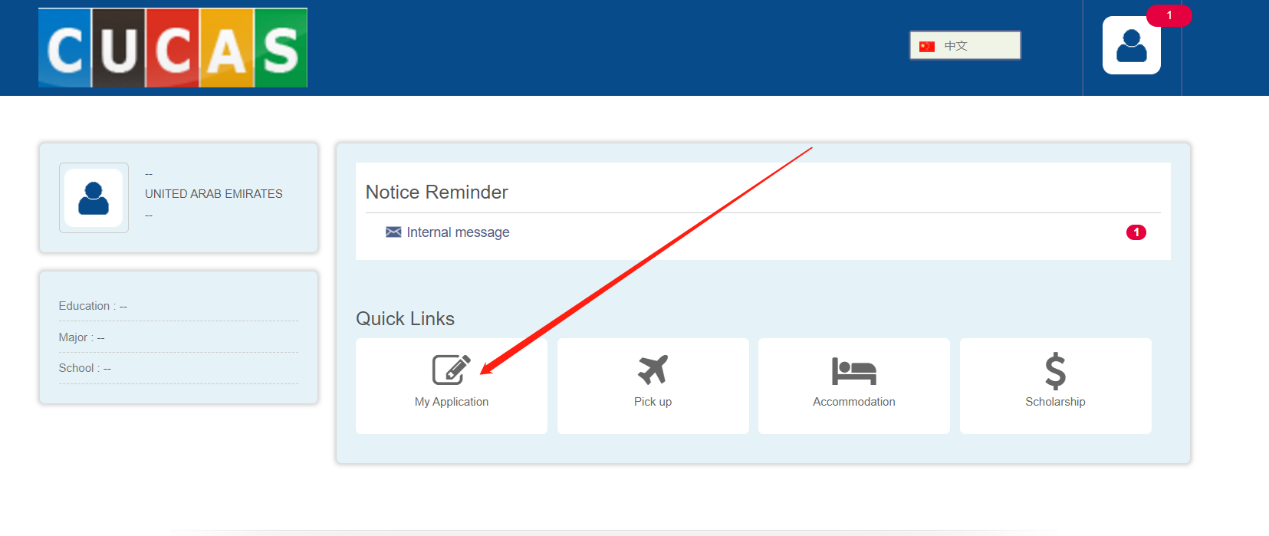 CUCAS
中文
1
--
UNITED ARAB EMIRATES
--
Education : --
Major : --
School : --
Notice Reminder
Internal message
1
Quick Links
My Application
Pick up
Accommodation
Scholarship